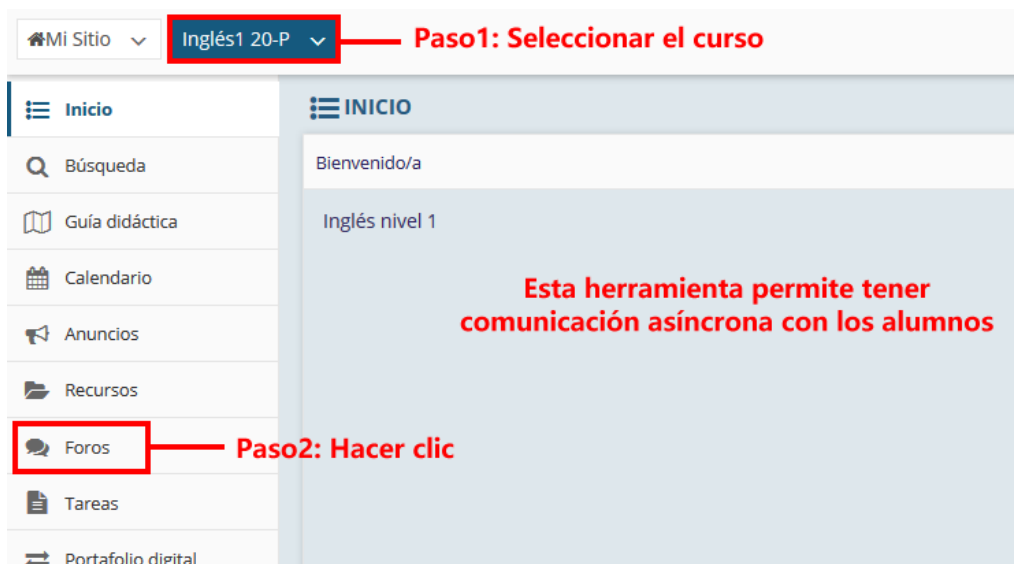 Mi Sitio
Inglés1 20-P
Paso1: Seleccionar el curso
Inicio
INICIO
Búsqueda
Bienvenido/a
Guía didáctica
Inglés nivel 1
Calendario
Esta herramienta permite tener
comunicación asíncrona con los alumnos
Anuncios
Recursos
Foros
Paso2: Hacer clic
Tareas
Portafolio digital